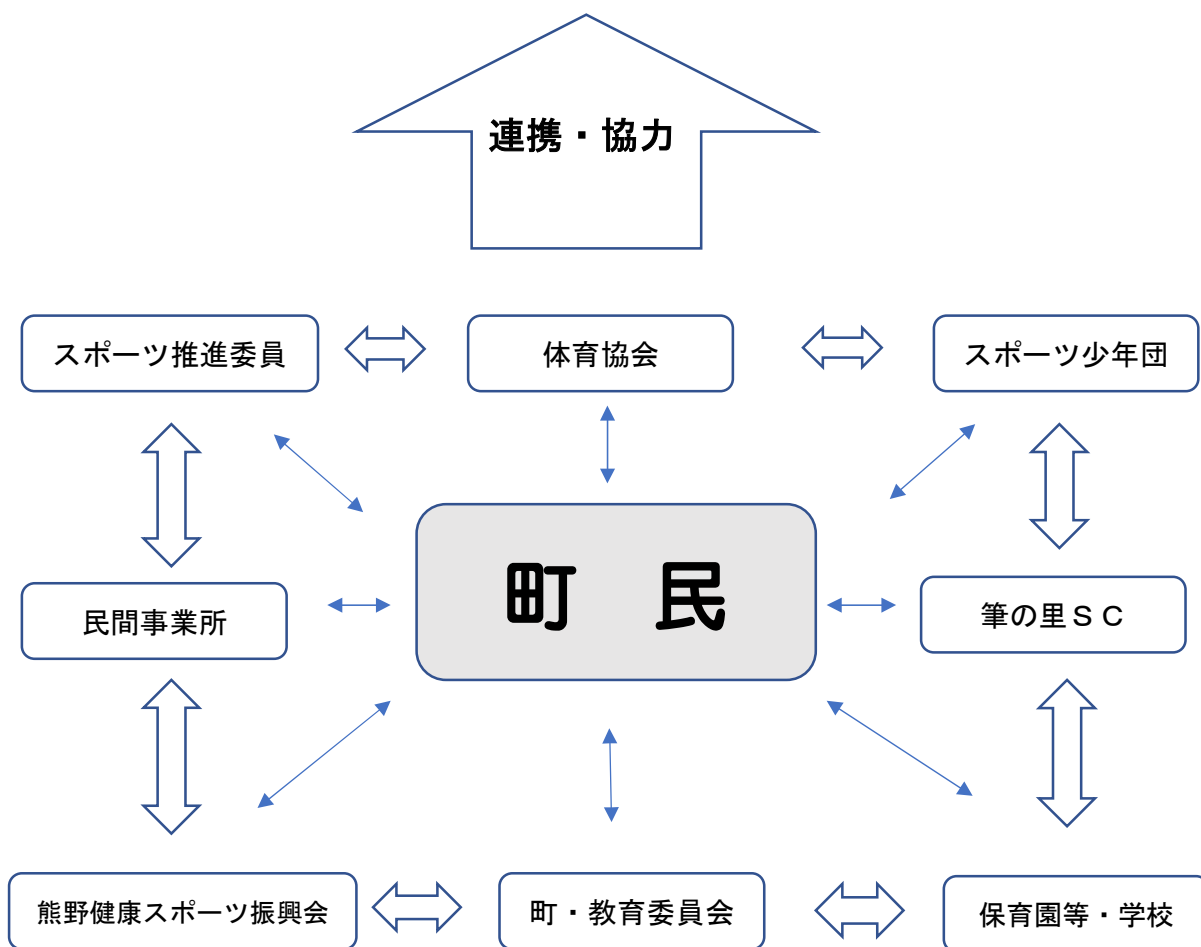 連携・協力
スポーツ推進委員
体育協会
スポーツ少年団
民間事業所
町　民
筆の里ＳＣ
熊野健康スポーツ振興会
町・教育委員会
保育園等・学校